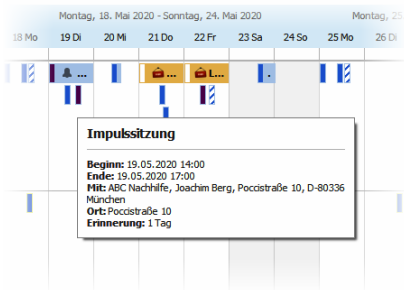 Montag, 18. Mai 2020 - Sonntag, 24. Mai 2020
Montag, 25
18 Mo 19 Di 20 Mi 21 Do 22 Fr 23 Sa 24 So 25 Mo 26 Di
... ... L... .
Impulssitzung
Beginn: 19.05.2020 14:00
Ende: 19.05.2020 17:00
Mit: ABC Nachhilfe, Joachim Berg, Poccistraße 10, D-80336
München
Ort: Poccistraße 10
Erinnerung: 1 Tag